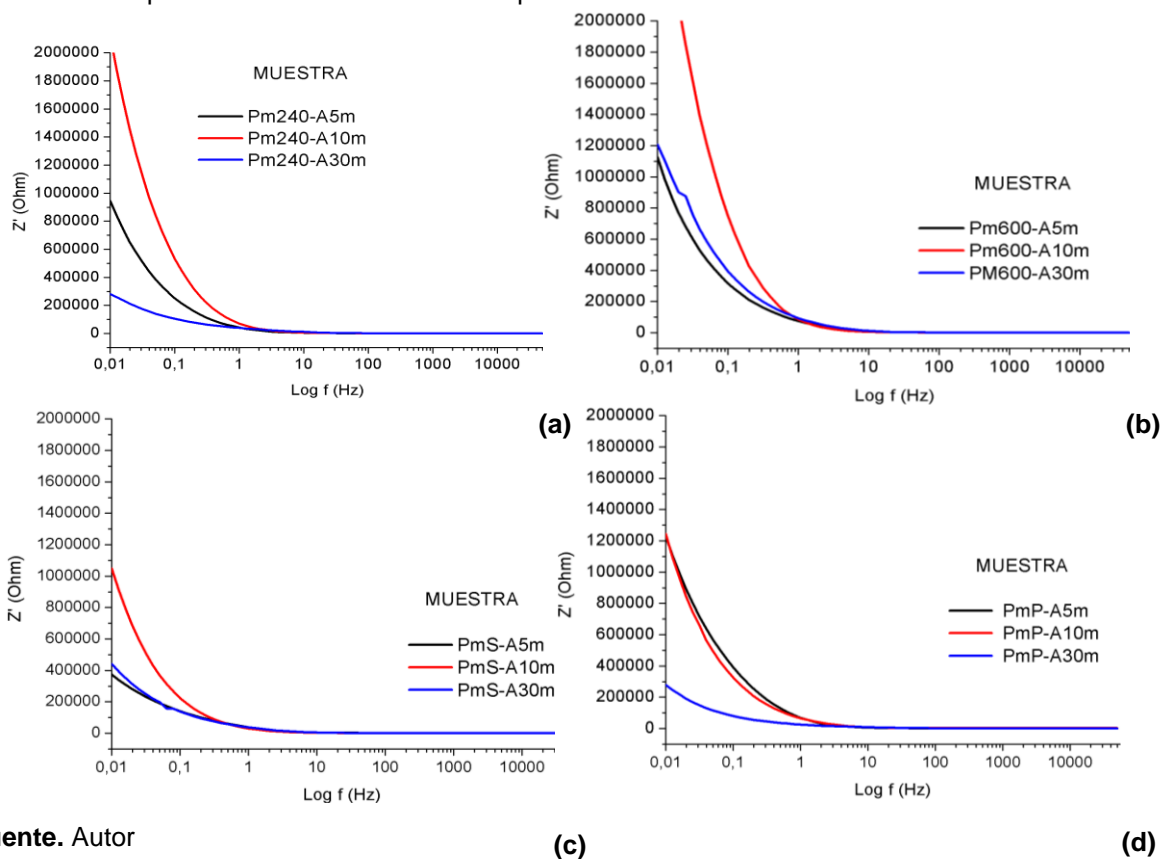 2000000
1800000
1600000
1400000
1200000
1000000
800000
600000
400000
200000
0
Z' (Ohm)
MUESTRA
Pm240-A5m
Pm240-A10m
Pm240-A30m
0,01 0,1 1 10 100 1000 10000
Log f (Hz)
(a)
2000000
1800000
1600000
1400000
1200000
1000000
800000
600000
400000
200000
0
Z' (Ohm)
MUESTRA
Pm600-A5m
Pm600-A10m
PM600-A30m
0,01 0,1 1 10 100 1000 10000
Log f (Hz)
(b)
2000000
1800000
1600000
1400000
1200000
1000000
800000
600000
400000
200000
0
Z' (Ohm)
MUESTRA
PmS-A5m
PmS-A10m
PmS-A30m
0,01 0,1 1 10 100 1000 10000
Log f (Hz)
(c)
2000000
1800000
1600000
1400000
1200000
1000000
800000
600000
400000
200000
0
Z' (Ohm)
MUESTRA
PmP-A5m
PmP-A10m
PmP-A30m
0,01 0,1 1 10 100 1000 10000
Log f (Hz)
(d)
uente. Autor